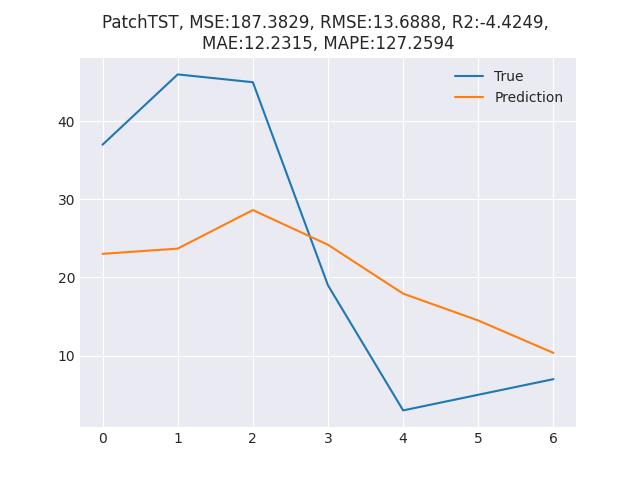 PatchTST, MSE:187.3829, RMSE:13.6888, R2:-4.4249,
MAE:12.2315, MAPE:127.2594
True
Prediction
40
30
20
10
0 1 2 3 4 5 6